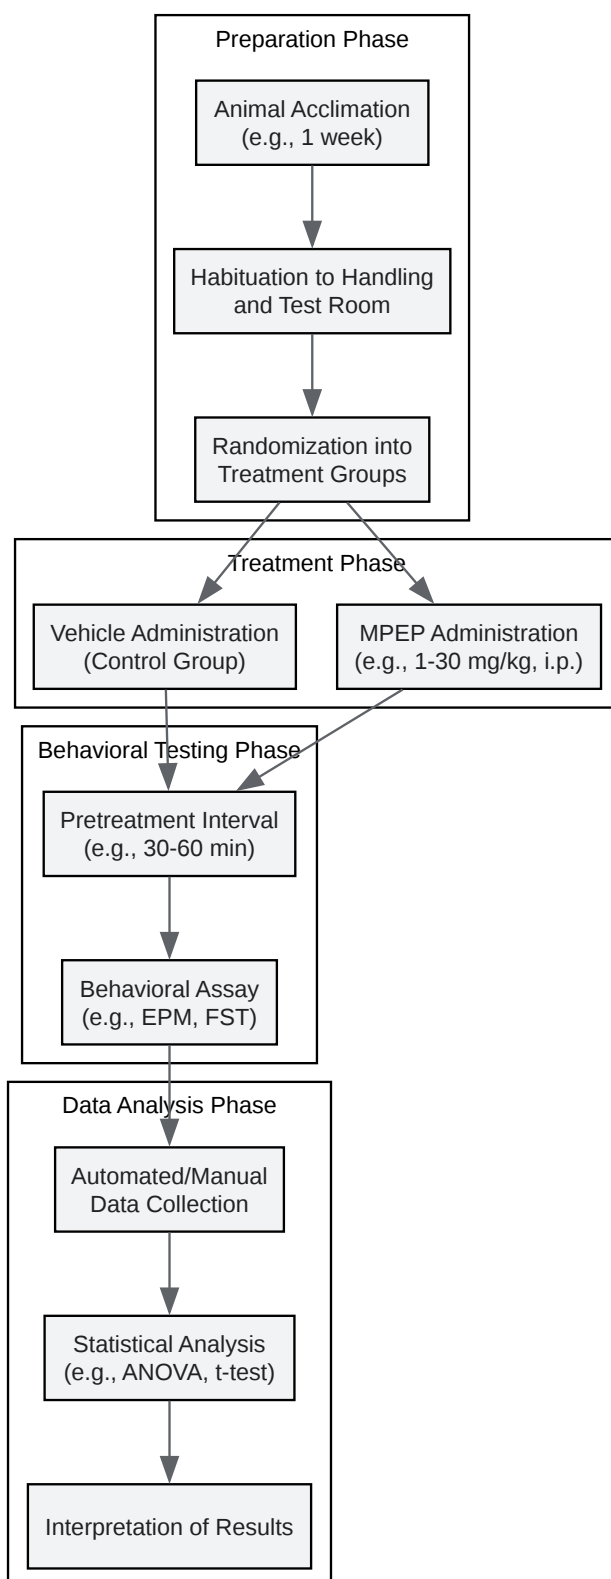 Preparation Phase
Animal Acclimation
(e.g., 1 week)
Habituation to Handling
and Test Room
Randomization into
Treatment Groups
Treatment Phase
Vehicle Administration
(Control Group)
MPEP Administration
(e.g., 1-30 mg/kg, i.p.)
Behavioral Testing Phase
Pretreatment Interval
(e.g., 30-60 min)
Behavioral Assay
(e.g., EPM, FST)
Data Analysis Phase
Automated/Manual
Data Collection
Statistical Analysis
(e.g., ANOVA, t-test)
Interpretation of Results